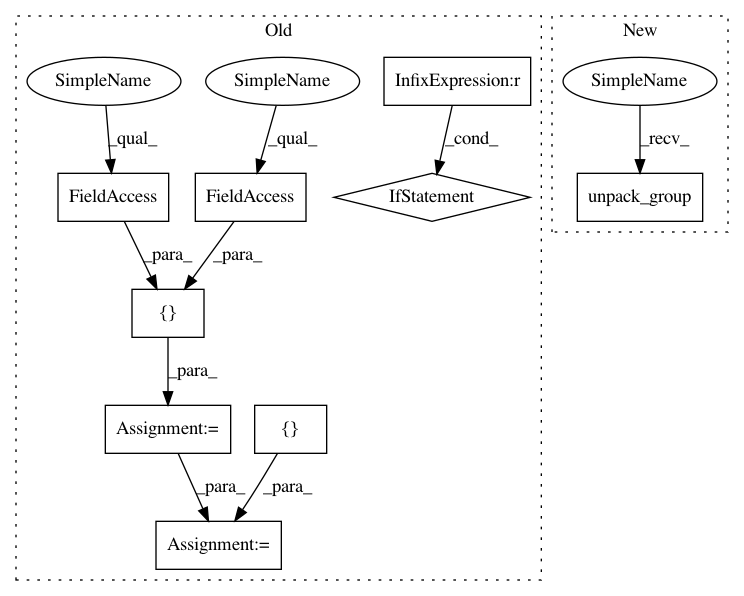 Old
New
SimpleName
SimpleName
InfixExpression:r
SimpleName
_qual_
_qual_
_cond_
_recv_
FieldAccess
FieldAccess
IfStatement
unpack_group
_para_
_para_
{}
_para_
Assignment:=
{}
_para_
_para_
Assignment:=